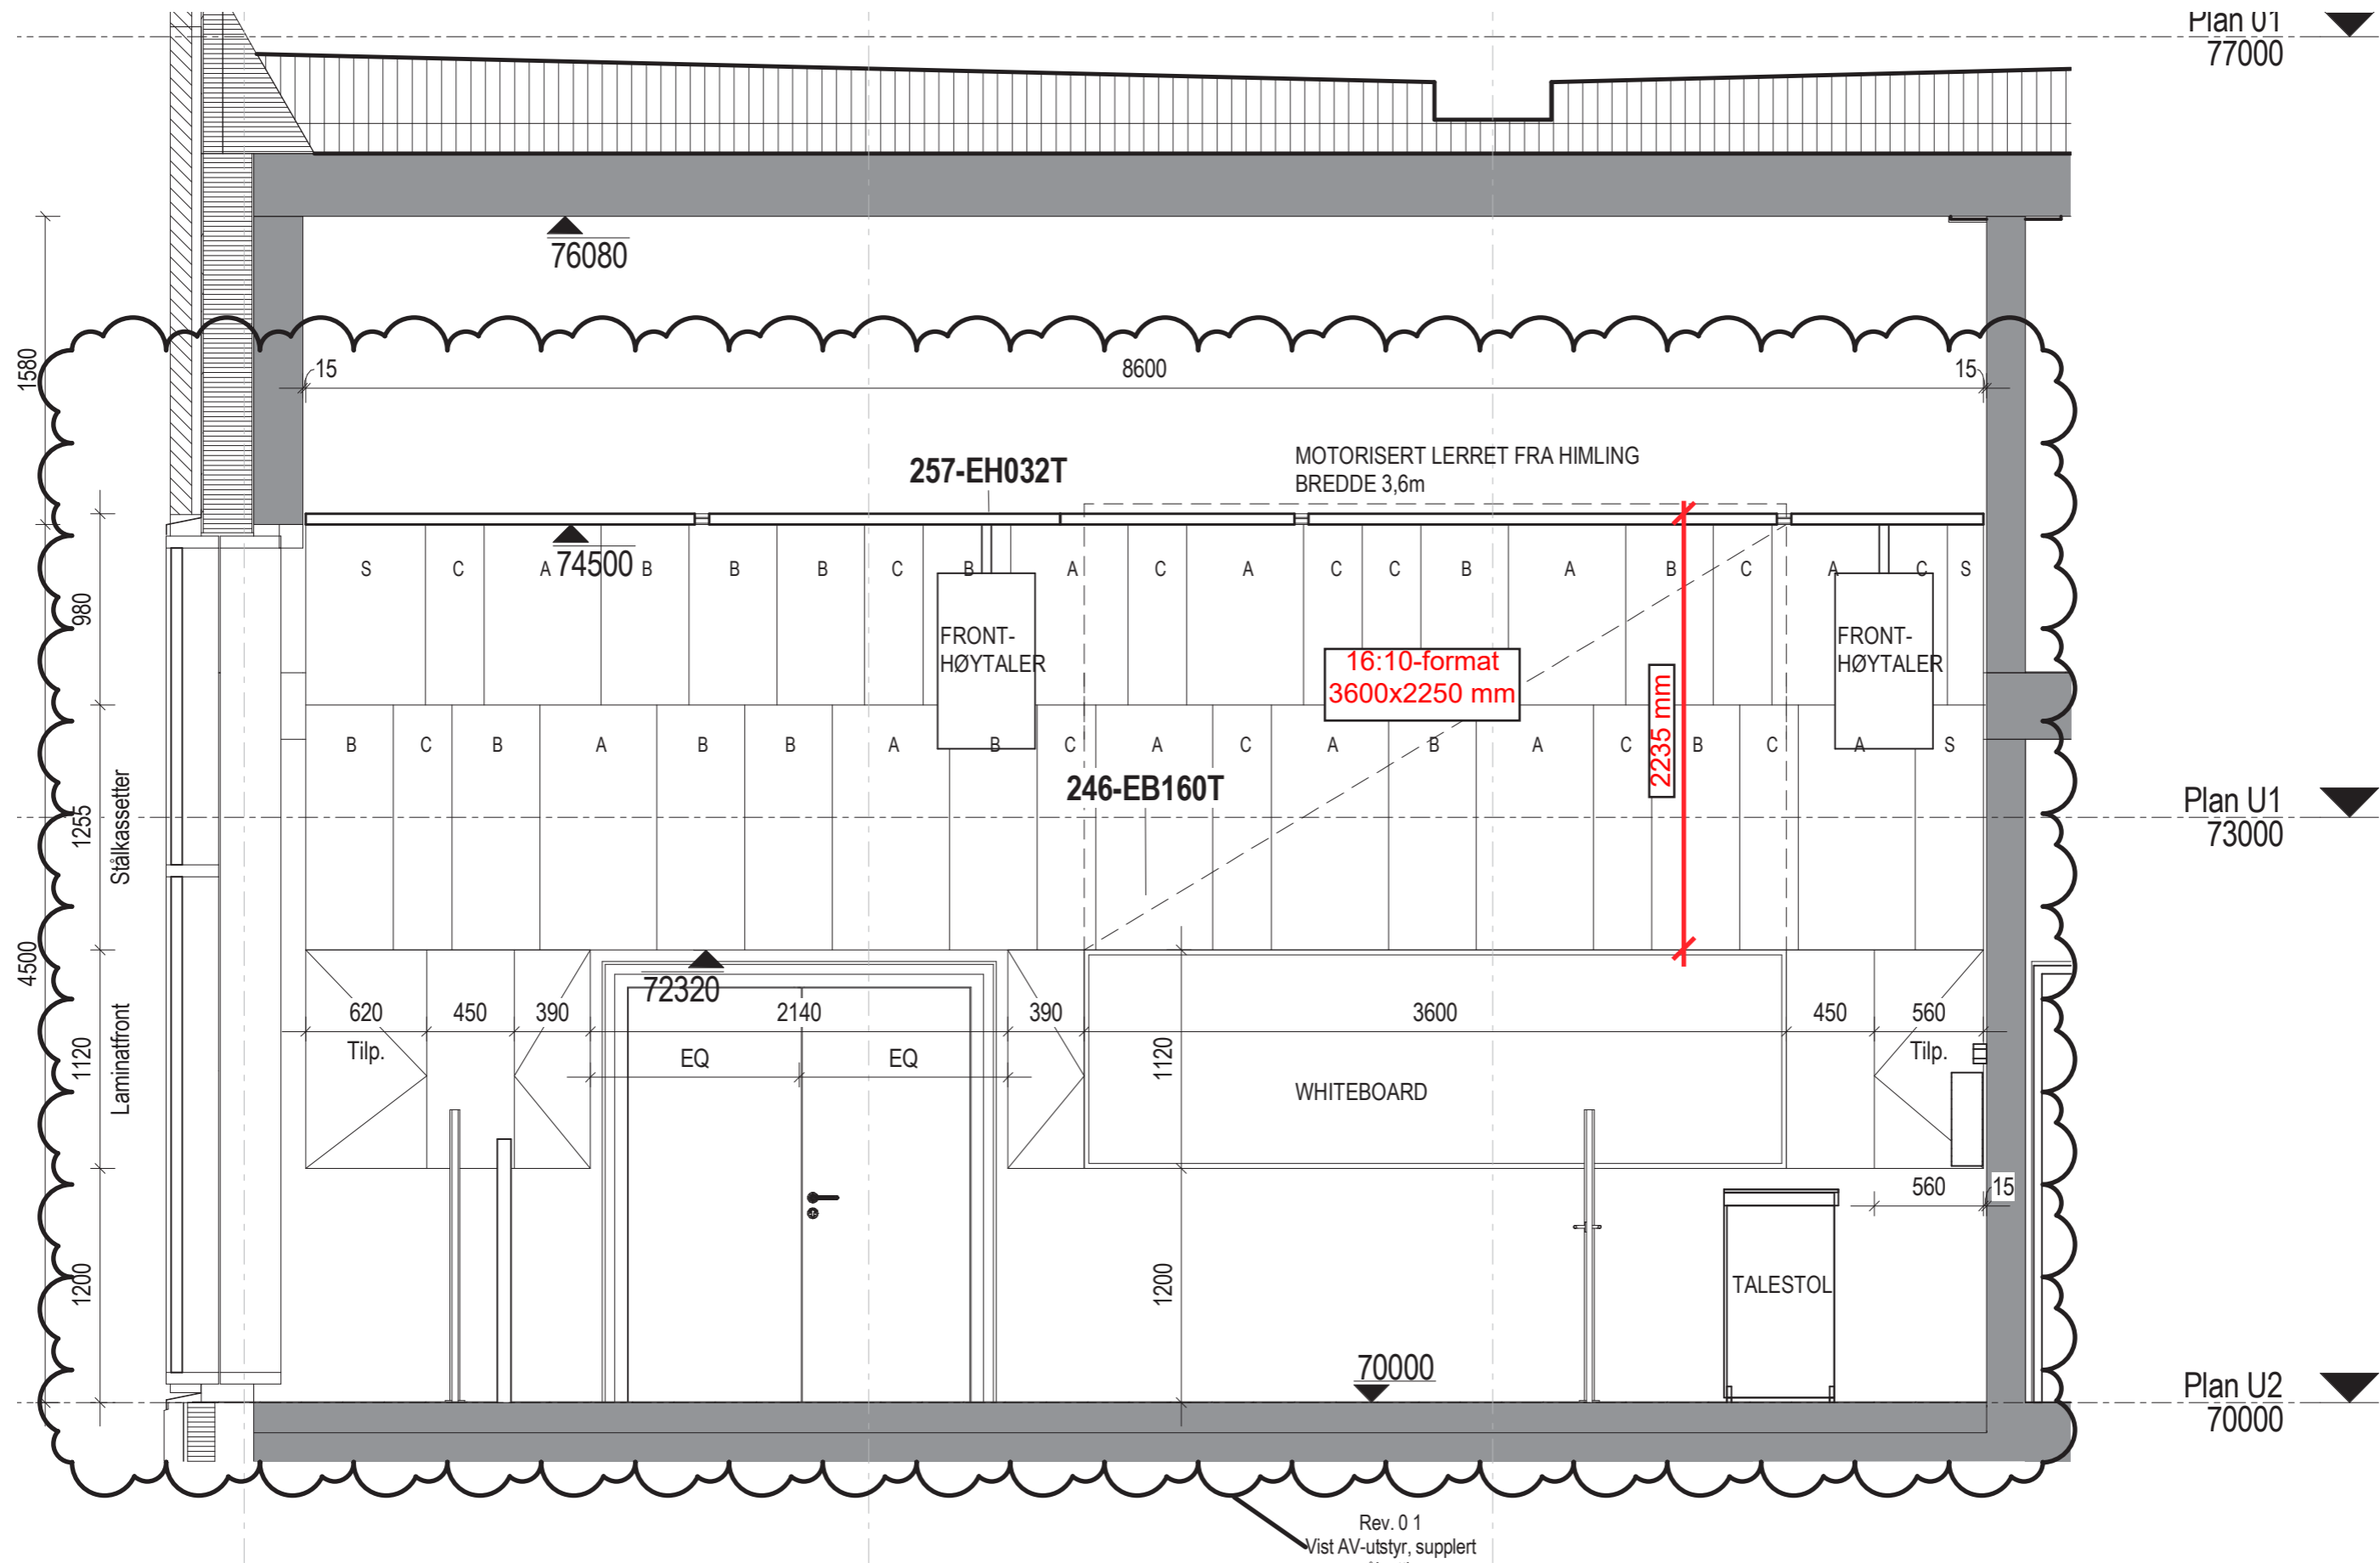 Plan 01
77000
76080
1580
15
8600
15
257-EH032T
MOTORISERT LERRET FRA HIMLING
BREDDE 3,6m
74500
S C A B B B C B A C A C C B A B C A C S
980
FRONT-
HØYTALER
16:10-format
3600x2250 mm
2235 mm
FRONT-
HØYTALER
B C B A B B A B C A C A B A C B C A S
246-EB160T
1255
Stålkassetter
Plan U1
73000
4500
72320
620 450 390 2140 390 3600 450 560
Tilp.
EQ
EQ
Tilp.
1120
Laminatfront
1120
WHITEBOARD
560
15
1200
1200
TALESTOL
70000
Plan U2
70000
Rev. 0 1
Vist AV-utstyr, supplert